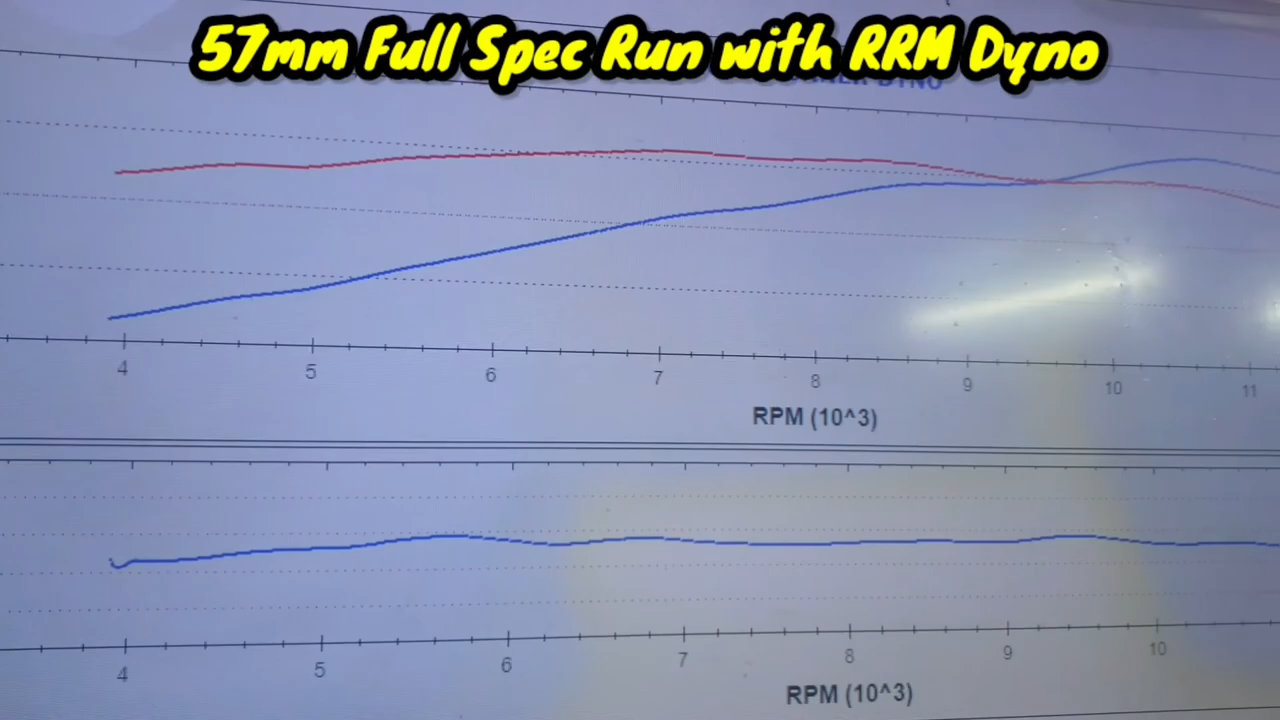 57mm Full Spec Run with RRM Dyno
DYNO
4 5 6 7 8 9 10 11
RPM (10^3)
4 5 6 7 8 9 10
RPM (10^3)